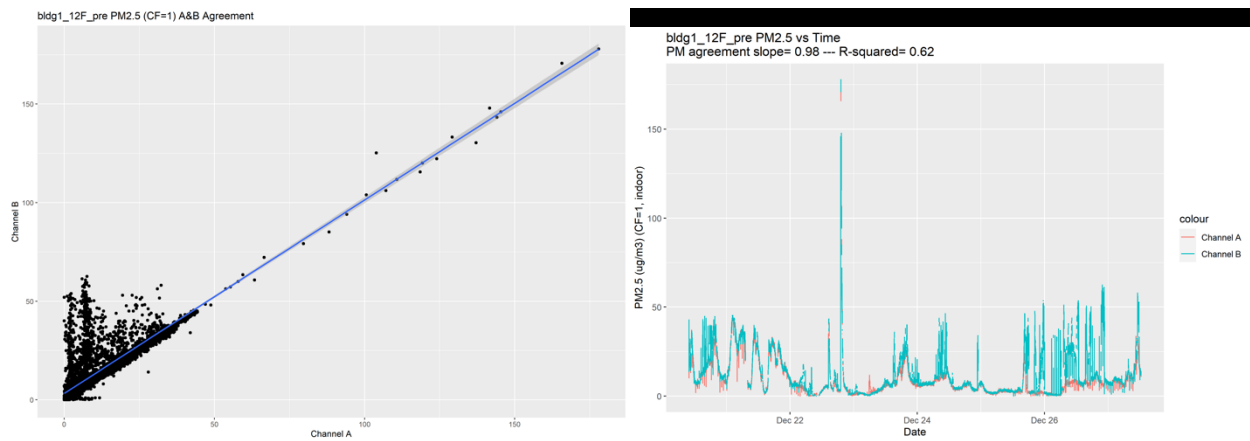 bldg1_12F_pre PM2.5 (CF=1) A&B Agreement
150
100
50
0
Channel B
0
50
100
150
Channel A
bldg1_12F_pre PM2.5 vs Time
PM agreement slope= 0.98 --- R-squared= 0.62
150
100
50
0
PM2.5 (ug/m3) (CF=1, indoor)
Dec 22
Dec 24
Dec 26
Date
colour
Channel A
Channel B